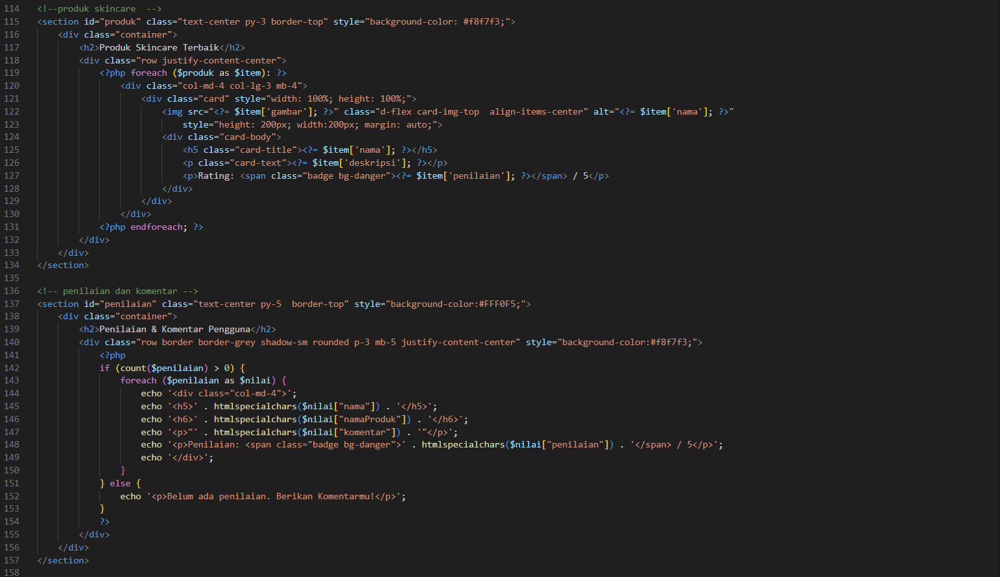 114 <!--produk skincare  -->
115 <section id="produk" class="text-center py-3 border-top" style="background-color: #f8f7f3;">
116     <div class="container">
117         <h2>Produk Skincare Terbaik</h2>
118         <div class="row justify-content-center">
119             <?php foreach ($produk as $item): ?>
120                 <div class="col-md-4 col-lg-3 mb-4">
121                     <div class="card" style="width: 100%; height: 100%;">
122                         <img src="<?= $item['gambar']; ?>" class="d-flex card-img-top  align-items-center" alt="<?= $item['nama']; ?>"
123                             style="height: 200px; width:200px; margin: auto;">
124                         <div class="card-body">
125                             <h5 class="card-title"><?= $item['nama']; ?></h5>
126                             <p class="card-text"><?= $item['deskripsi']; ?></p>
127                             <p>Rating: <span class="badge bg-danger"><?= $item['penilaian']; ?></span> / 5</p>
128                         </div>
129                     </div>
130                 </div>
131             <?php endforeach; ?>
132         </div>
133     </div>
134 </section>
135
136 <!-- penilaian dan komentar -->
137 <section id="penilaian" class="text-center py-5  border-top" style="background-color:#FFF0F5;">
138     <div class="container">
139         <h2>Penilaian & Komentar Pengguna</h2>
140         <div class="row border border-grey shadow-sm rounded p-3 mb-5 justify-content-center" style="background-color:#f8f7f3;">
141             <?php
142             if (count($penilaian) > 0) {
143                 foreach ($penilaian as $nilai) {
144                     echo '<div class="col-md-4">';
145                     echo '<h5>' . htmlspecialchars($nilai["nama"]) . '</h5>';
146                     echo '<h6>' . htmlspecialchars($nilai["namaProduk"]) . '</h6>';
147                     echo '<p>"' . htmlspecialchars($nilai["komentar"]) . '"</p>';
148                     echo '<p>Penilaian: <span class="badge bg-danger">' . htmlspecialchars($nilai["penilaian"]) . '</span> / 5</p>';
149                     echo '</div>';
150                 }
151             } else {
152                 echo '<p>Belum ada penilaian. Berikan Komentarmu!</p>';
153             }
154             ?>
155         </div>
156     </div>
157 </section>
158